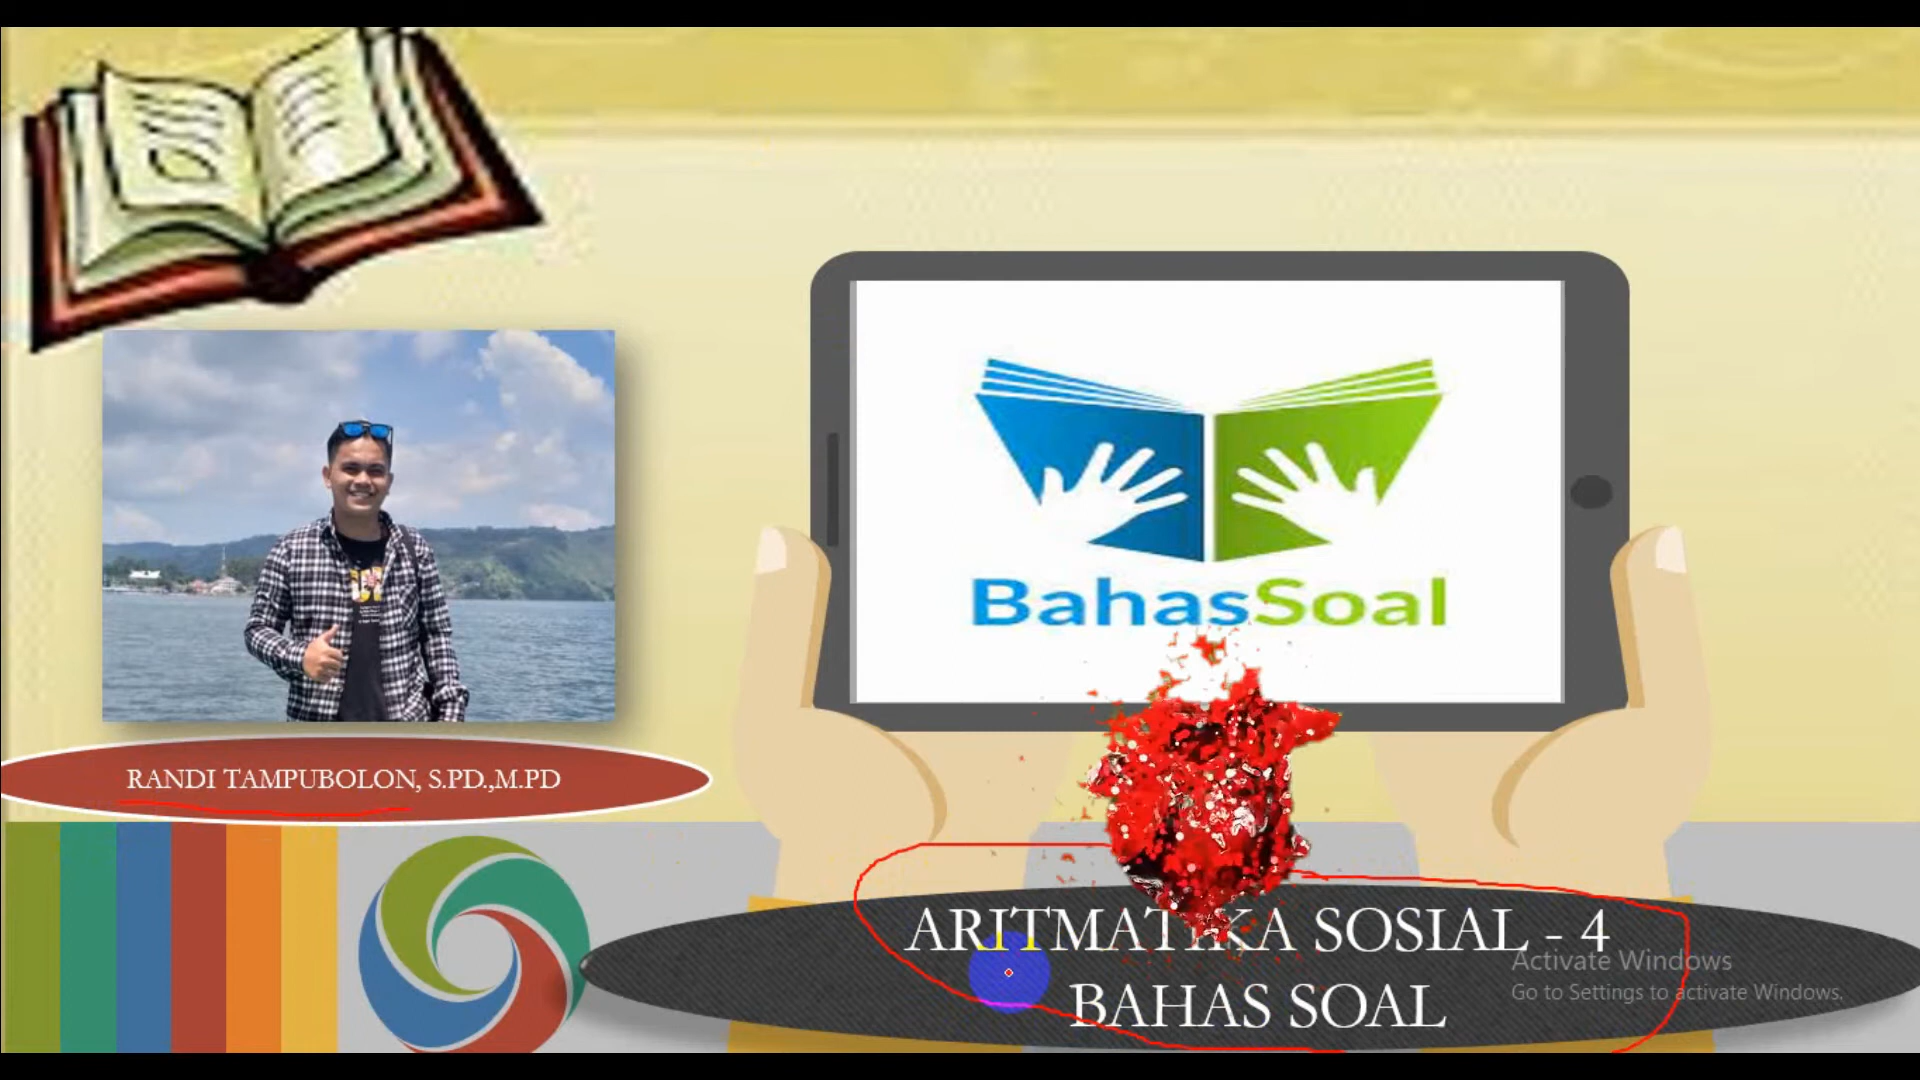 BahasSoal
RANDI TAMPUBOLON, S.PD.,M.PD
ARITMATIKA SOSIAL - 4
BAHAS SOAL
Activate Windows
Go to Settings to activate Windows.